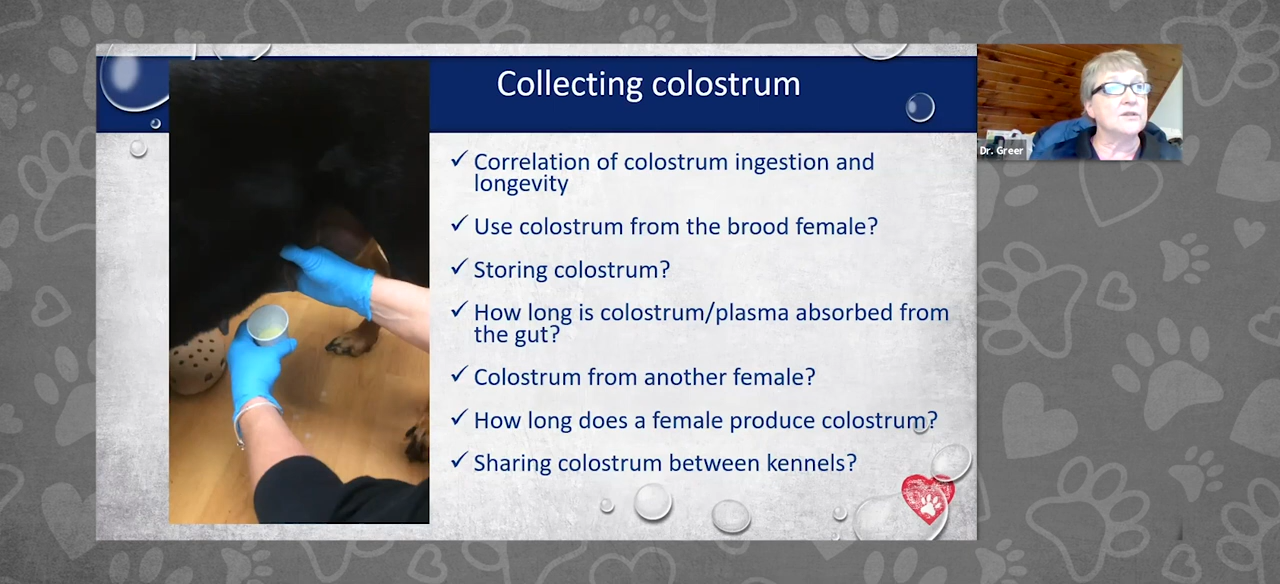 Collecting colostrum
Dr. Greer
✓ Correlation of colostrum ingestion and
longevity
✓ Use colostrum from the brood female?
✓ Storing colostrum?
✓ How long is colostrum/plasma absorbed from
the gut?
✓ Colostrum from another female?
✓ How long does a female produce colostrum?
✓ Sharing colostrum between kennels?